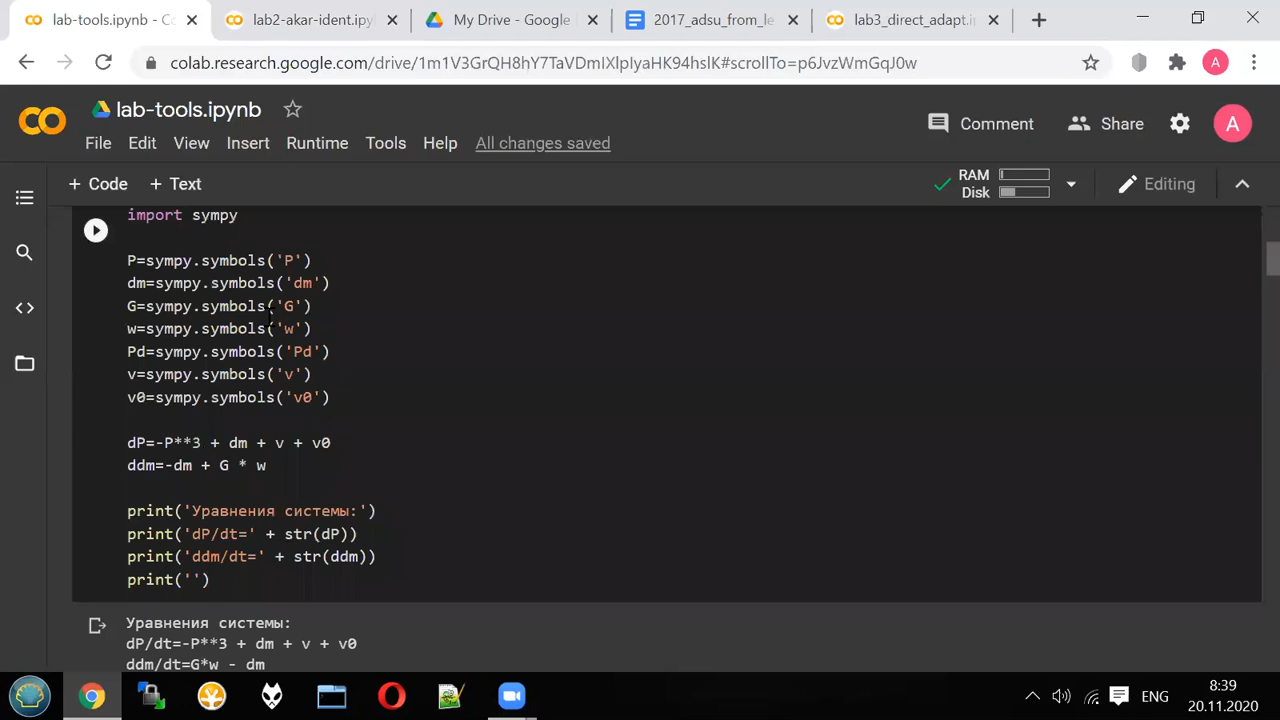 lab-tools.ipynb - Co
lab2-akar-ident.ipy
My Drive - Google
2017_adsu_from_le
lab3_direct_adapt.i
colab.research.google.com/drive/1m1V3GrQH8hY7TaVDmIXlpIyaHK94hslK#scrollTo=p6JvzWmGqJ0w
A
lab-tools.ipynb
Comment
Share
A
File Edit View Insert Runtime Tools Help All changes saved
+ Code + Text
RAM
Disk
Editing
import sympy
P=sympy.symbols('P')
dm=sympy.symbols('dm')
G=sympy.symbols('G')
w=sympy.symbols('w')
Pd=sympy.symbols('Pd')
v=sympy.symbols('v')
v0=sympy.symbols('v0')
dP=-P**3 + dm + v + v0
ddm=-dm + G * w
print('Уравнения системы:')
print('dP/dt=' + str(dP))
print('ddm/dt=' + str(ddm))
print('')
Уравнения системы:
dP/dt=-P**3 + dm + v + v0
ddm/dt=G*w - dm
ENG
8:39
20.11.2020